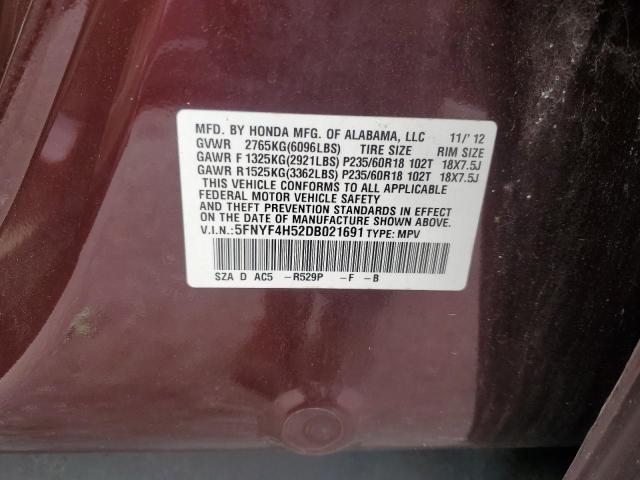 MFD. BY HONDA MFG. OF ALABAMA, LLC 11/'12
GVWR 2765KG(6096LBS) TIRE SIZE RIM SIZE
GAWR F 1325KG(2921LBS) P235/60R18 102T 18X7.5J
GAWR R1525KG(3362LBS) P235/60R18 102T 18X7.5J
THIS VEHICLE CONFORMS TO ALL APPLICABLE
FEDERAL MOTOR VEHICLE SAFETY
AND THEFT PREVENTION STANDARDS IN EFFECT
ON THE DATE OF MANUFACTURE SHOWN ABOVE.
V.I.N.:5FNYF4H52DB021691 TYPE: MPV
SZA D AC5 -R529P -F -B